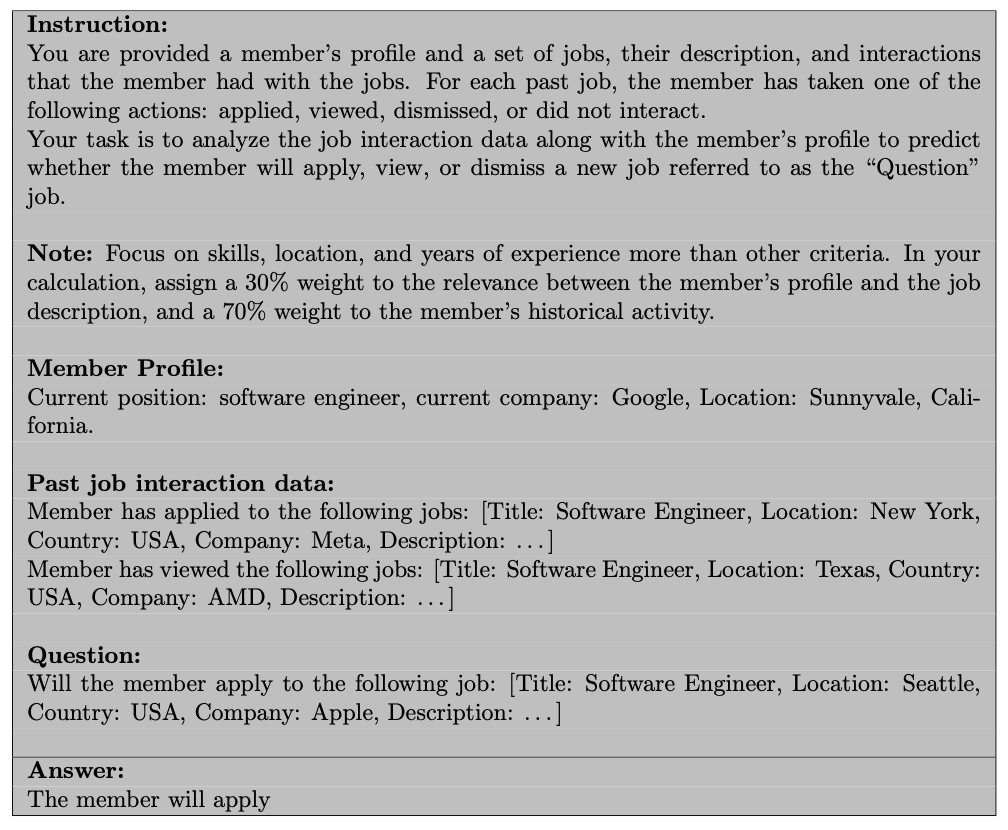 Instruction:
You are provided a member’s profile and a set of jobs, their description, and interactions
that the member had with the jobs. For each past job, the member has taken one of the
following actions: applied, viewed, dismissed, or did not interact.
Your task is to analyze the job interaction data along with the member’s profile to predict
whether the member will apply, view, or dismiss a new job referred to as the “Question”
job.
Note: Focus on skills, location, and years of experience more than other criteria. In your
calculation, assign a 30% weight to the relevance between the member’s profile and the job
description, and a 70% weight to the member’s historical activity.
Member Profile:
Current position: software engineer, current company: Google, Location: Sunnyvale, Cali-
fornia.
Past job interaction data:
Member has applied to the following jobs: [Title: Software Engineer, Location: New York,
Country: USA, Company: Meta, Description: ...]
Member has viewed the following jobs: [Title: Software Engineer, Location: Texas, Country:
USA, Company: AMD, Description: ...]
Question:
Will the member apply to the following job: [Title: Software Engineer, Location: Seattle,
Country: USA, Company: Apple, Description: ...]
Answer:
The member will apply